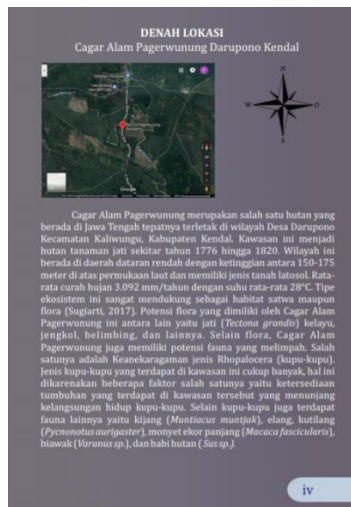 DENAH LOKASI
Cagar Alam Pagerwunung Darupono Kendal
Google
N
W
O
S
Cagar Alam Pagerwunung merupakan salah satu hutan yang
berada di Jawa Tengah tepatnya terletak di wilayah Desa Darupono
Kecamatan Kaliwungu, Kabupaten Kendal. Kawasan ini menjadi
hutan tanaman jati sekitar tahun 1776 hingga 1820. Wilayah ini
berada di daerah dataran rendah dengan ketinggian antara 150-175
meter di atas permukaan laut dan memiliki jenis tanah latosol. Rata-
rata curah hujan 3.092 mm/tahun dengan suhu rata-rata 28°C. Tipe
ekosistem ini sangat mendukung sebagai habitat satwa maupun
flora (Sugiarti, 2017). Potensi flora yang dimiliki oleh Cagar Alam
Pagerwunung ini antara lain yaitu jati (Tectona grandis) kelayu,
jengkol, belimbing, dan lainnya. Selain flora, Cagar Alam
Pagerwunung juga memiliki potensi fauna yang melimpah. Salah
satunya adalah Keanekaragaman jenis Rhopalocera (kupu-kupu).
Jenis kupu-kupu yang terdapat di kawasan ini cukup banyak, hal ini
dikarenakan beberapa faktor salah satunya yaitu ketersediaan
tumbuhan yang terdapat di kawasan tersebut yang menunjang
kelangsungan hidup kupu-kupu. Selain kupu-kupu juga terdapat
fauna lainnya yaitu kijang (Muntiacus muntjak), elang, kutilang
(Pycnonotus aurigaster), monyet ekor panjang (Macaca fascicularis),
biawak (Varanus sp.), dan babi hutan ( Sus sp.).
iv